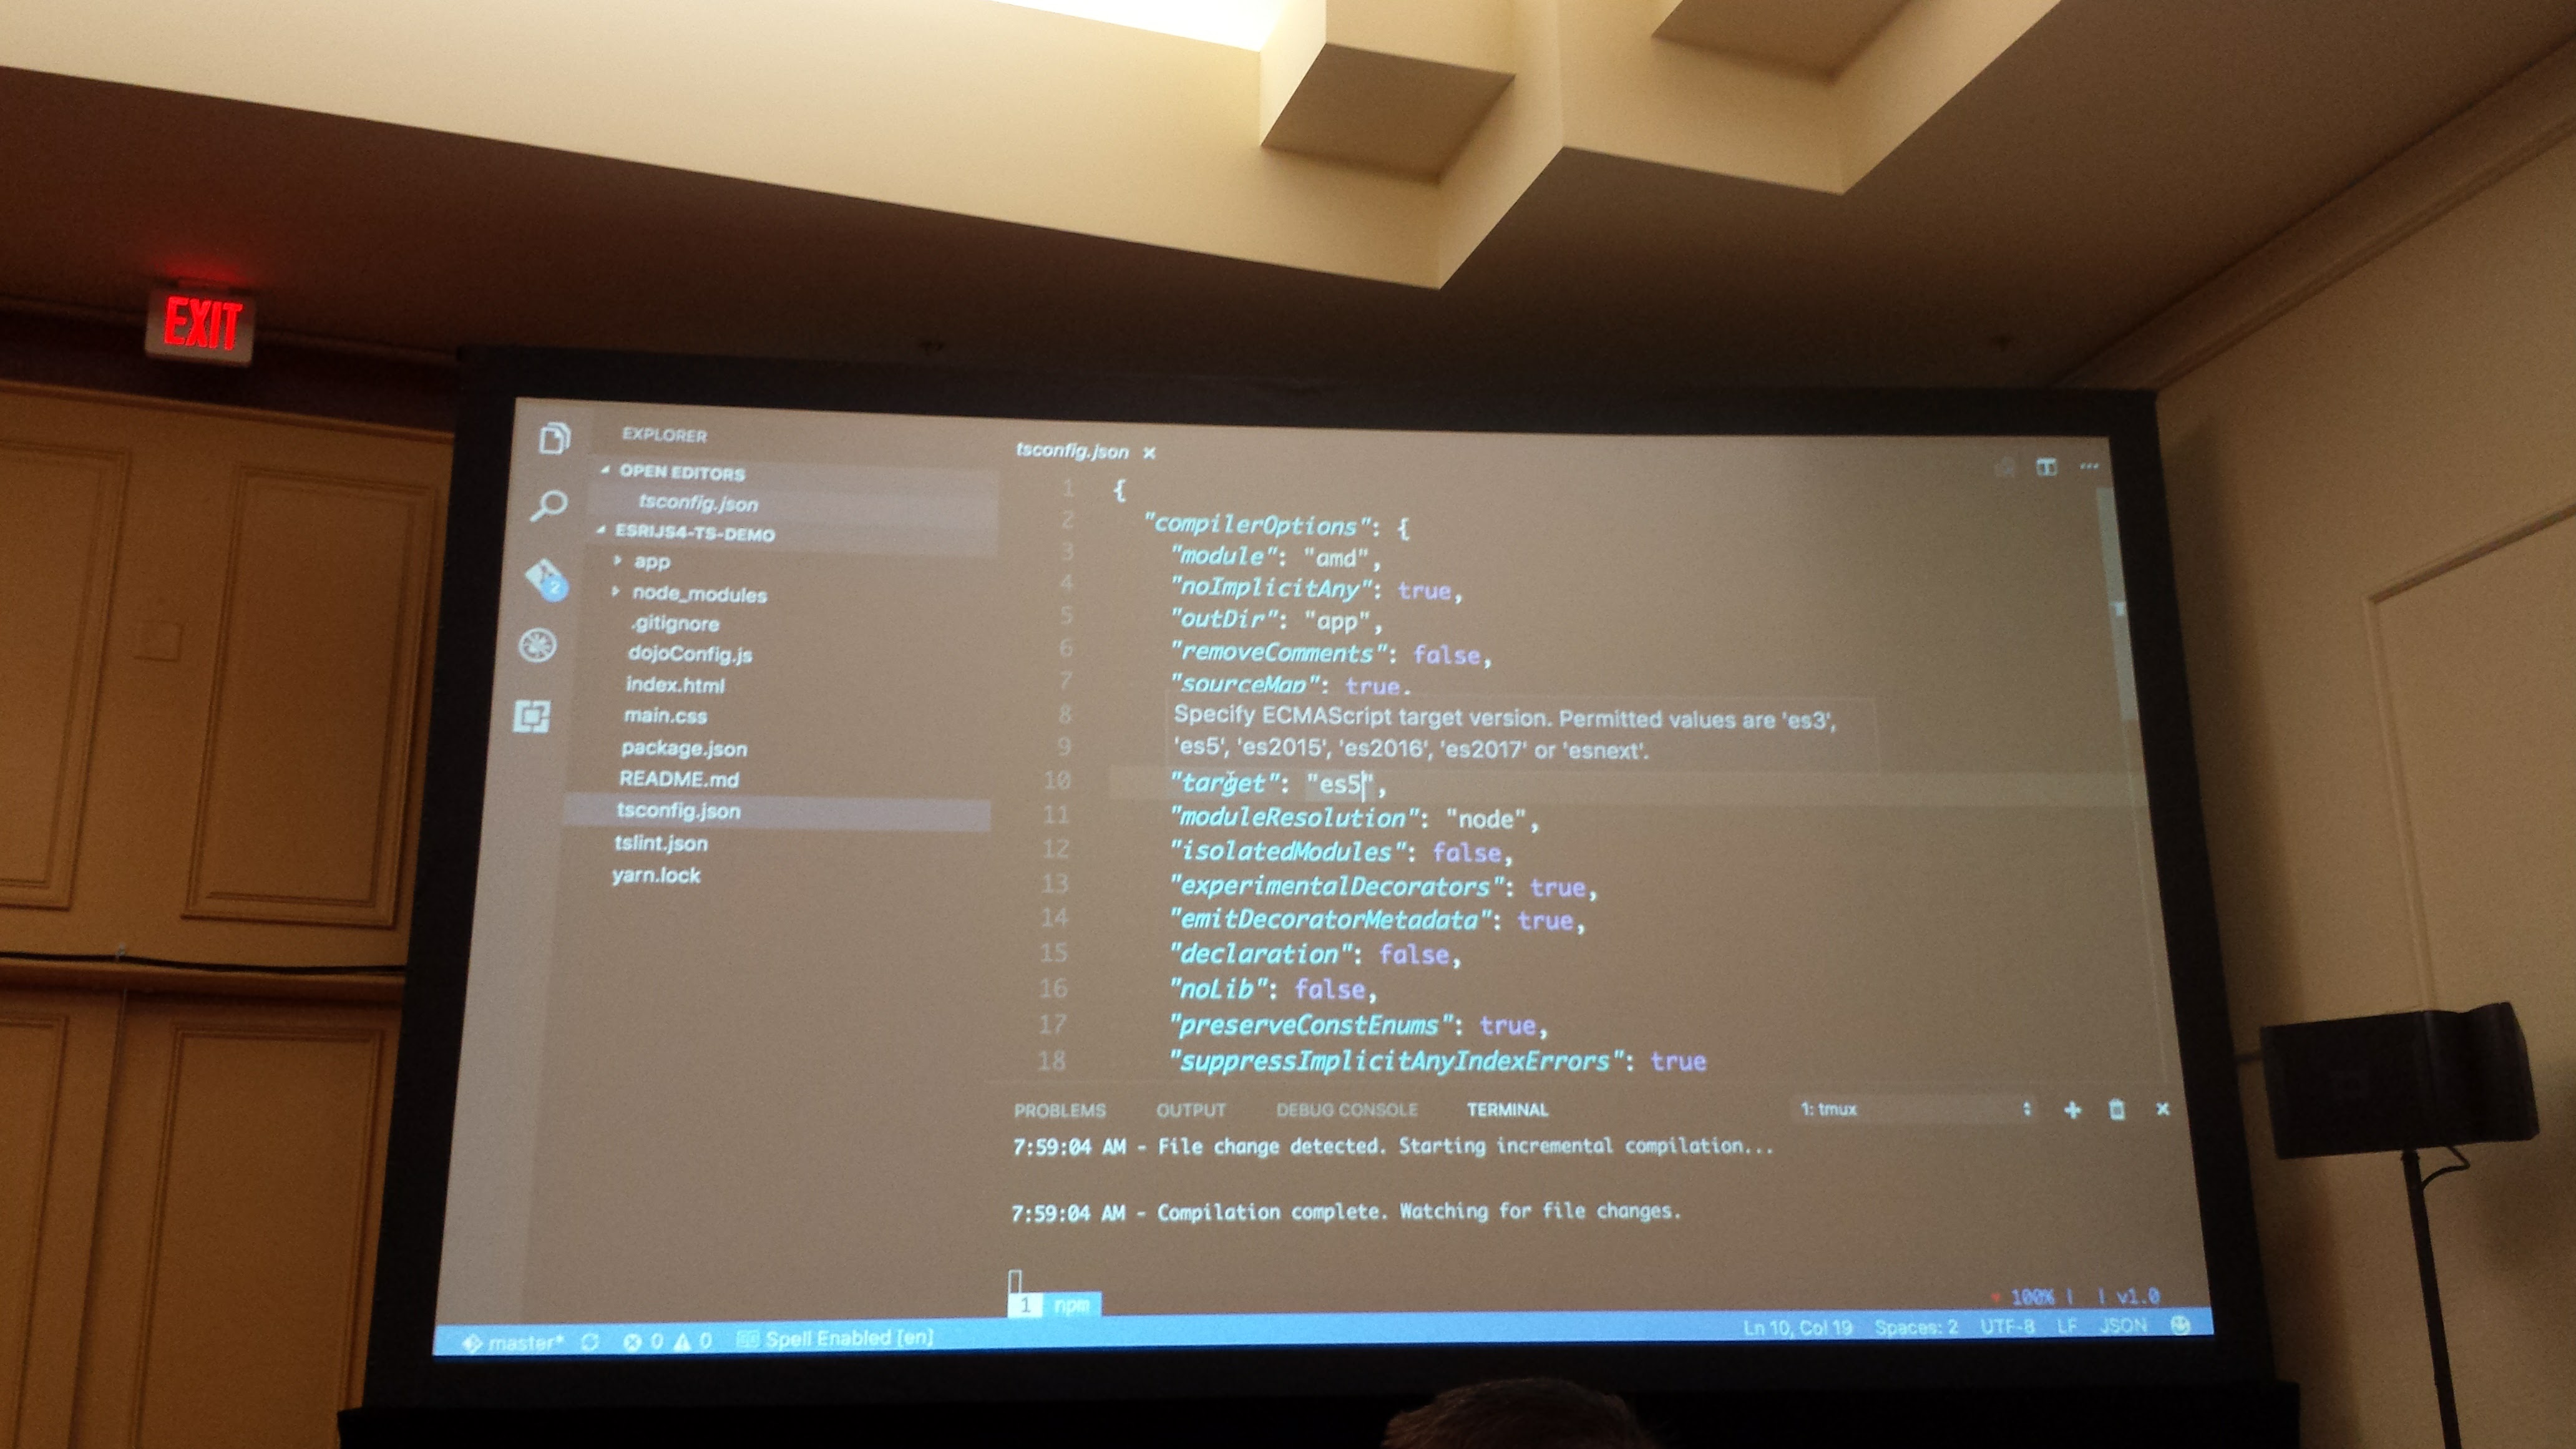 EXIT
EXPLORER
OPEN EDITORS
tsconfig.json
ESRIJS4-TS-DEMO
app
node_modules
.gitignore
dojoConfig.js
index.html
main.css
package.json
README.md
tsconfig.json
tslint.json
yarn.lock
2
tsconfig.json ×
1 {
2 "compilerOptions": {
3 "module": "amd",
4 "noImplicitAny": true,
5 "outDir": "app",
6 "removeComments": false,
7 "sourceMap": true,
8 Specify ECMAScript target version. Permitted values are 'es3',
9 'es5', 'es2015', 'es2016', 'es2017' or 'esnext'.
10 "target": "es5",
11 "moduleResolution": "node",
12 "isolatedModules": false,
13 "experimentalDecorators": true,
14 "emitDecoratorMetadata": true,
15 "declaration": false,
16 "noLib": false,
17 "preserveConstEnums": true,
18 "suppressImplicitAnyIndexErrors": true
PROBLEMS OUTPUT DEBUG CONSOLE TERMINAL 1: tmux
7:59:04 AM - File change detected. Starting incremental compilation...
7:59:04 AM - Compilation complete. Watching for file changes.
1 npm 100% | | v1.0
master* 0 0 Spell Enabled [en] Ln 10, Col 19 Spaces: 2 UTF-8 LF JSON